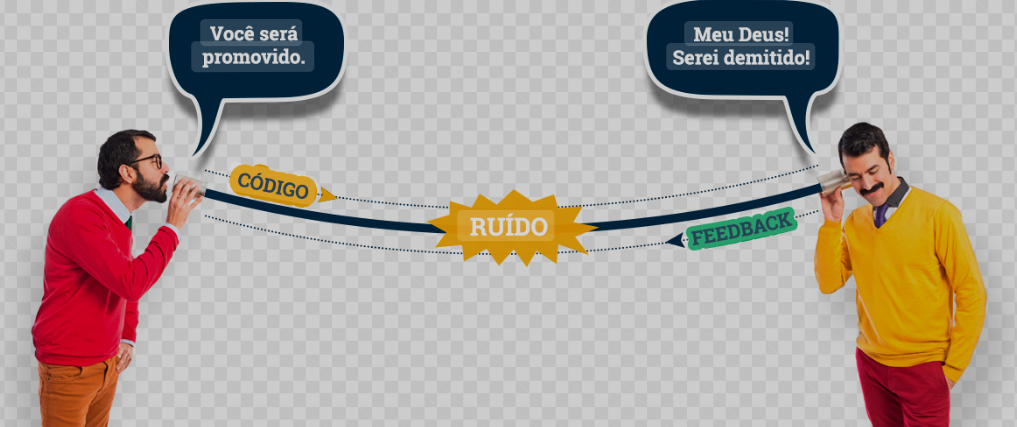 Você será
promovido.
Meu Deus!
Serei demitido!
CÓDIGO
RUÍDO
FEEDBACK